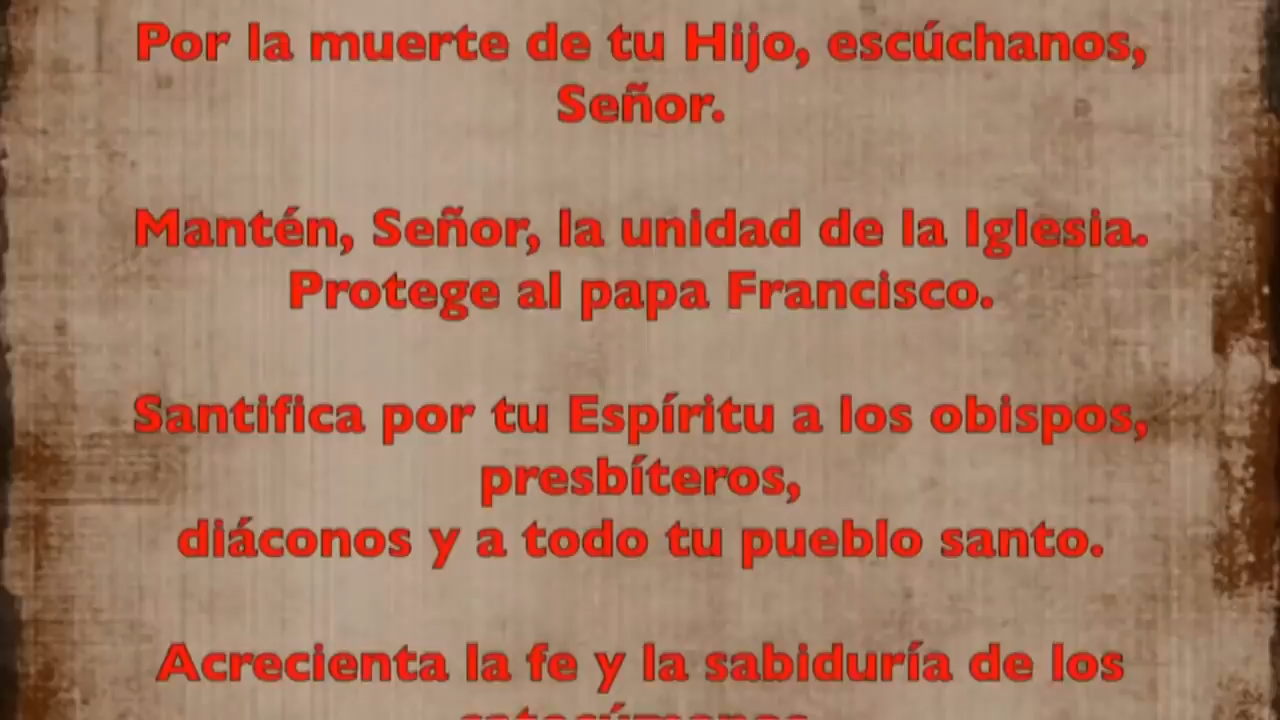 Por la muerte de tu Hijo, escúchanos,
Señor.
Mantén, Señor, la unidad de la Iglesia.
Protege al papa Francisco.
Santifica por tu Espíritu a los obispos,
presbíteros,
diáconos y a todo tu pueblo santo.
Acrecienta la fe y la sabiduría de los